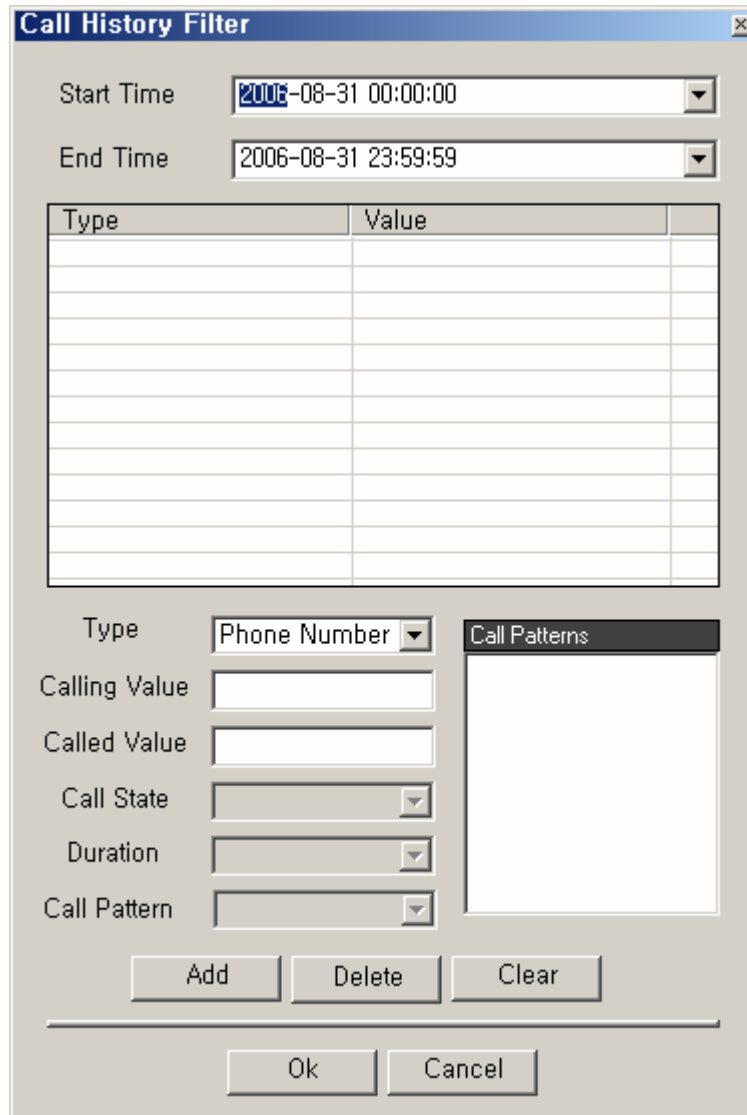 Call History Filter
Start Time 2006-08-31 00:00:00
End Time 2006-08-31 23:59:59
Type Value
Type Phone Number Call Patterns
Calling Value
Called Value
Call State
Duration
Call Pattern
Add Delete Clear
Ok Cancel